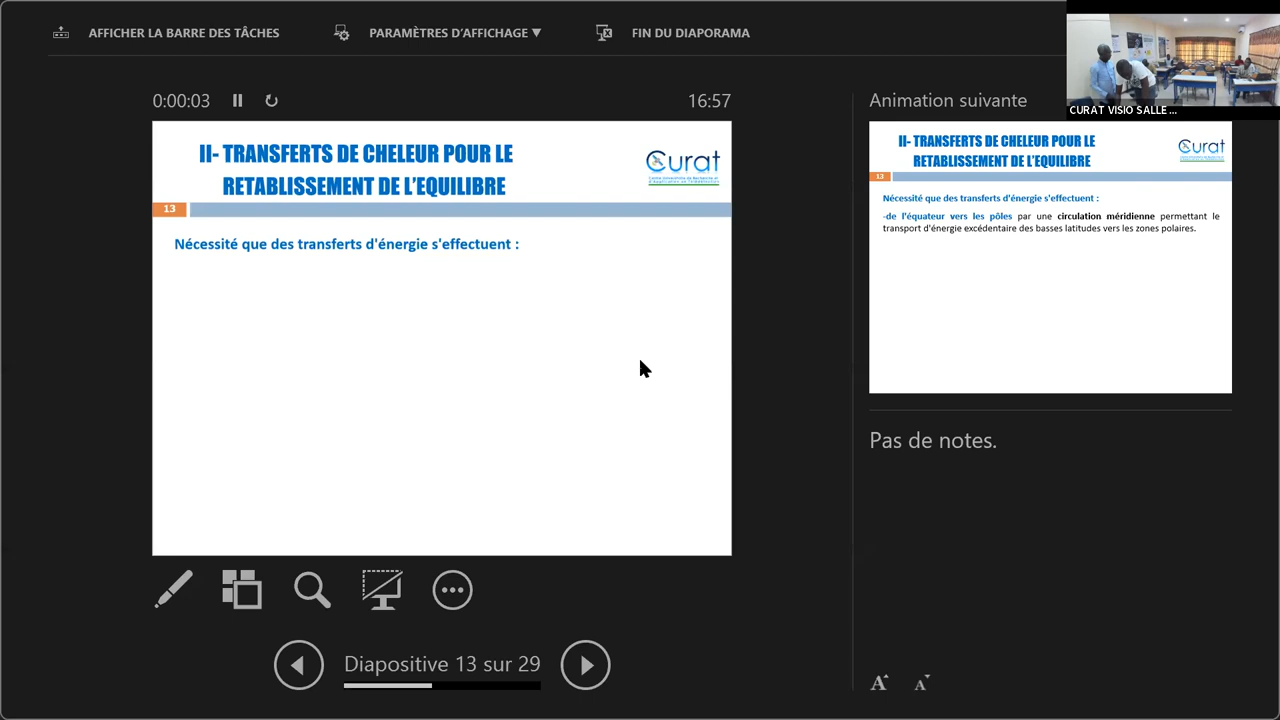 AFFICHER LA BARRE DES TÂCHES
PARAMÈTRES D'AFFICHAGE ▼
FIN DU DIAPORAMA
CURAT VISIO SALLE ...
0:00:03
16:57
II- TRANSFERTS DE CHELEUR POUR LE
RETABLISSEMENT DE L'EQUILIBRE
Curat
13
Nécessité que des transferts d'énergie s'effectuent :
Diapositive 13 sur 29
Animation suivante
II- TRANSFERTS DE CHELEUR POUR LE
RETABLISSEMENT DE L'EQUILIBRE
Curat
13
Nécessité que des transferts d'énergie s'effectuent :
-de l'équateur vers les pôles par une circulation méridienne permettant le
transport d'énergie excédentaire des basses latitudes vers les zones polaires.
Pas de notes.
A A